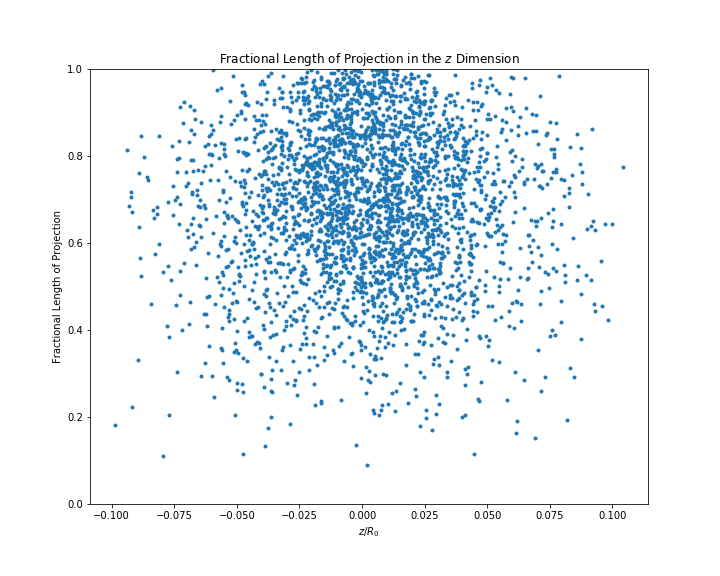 Fractional Length of Projection in the z Dimension
1.0
0.8
0.6
0.4
0.2
0.0
Fractional Length of Projection
−0.100 −0.075 −0.050 −0.025 0.000 0.025 0.050 0.075 0.100
z/R₀